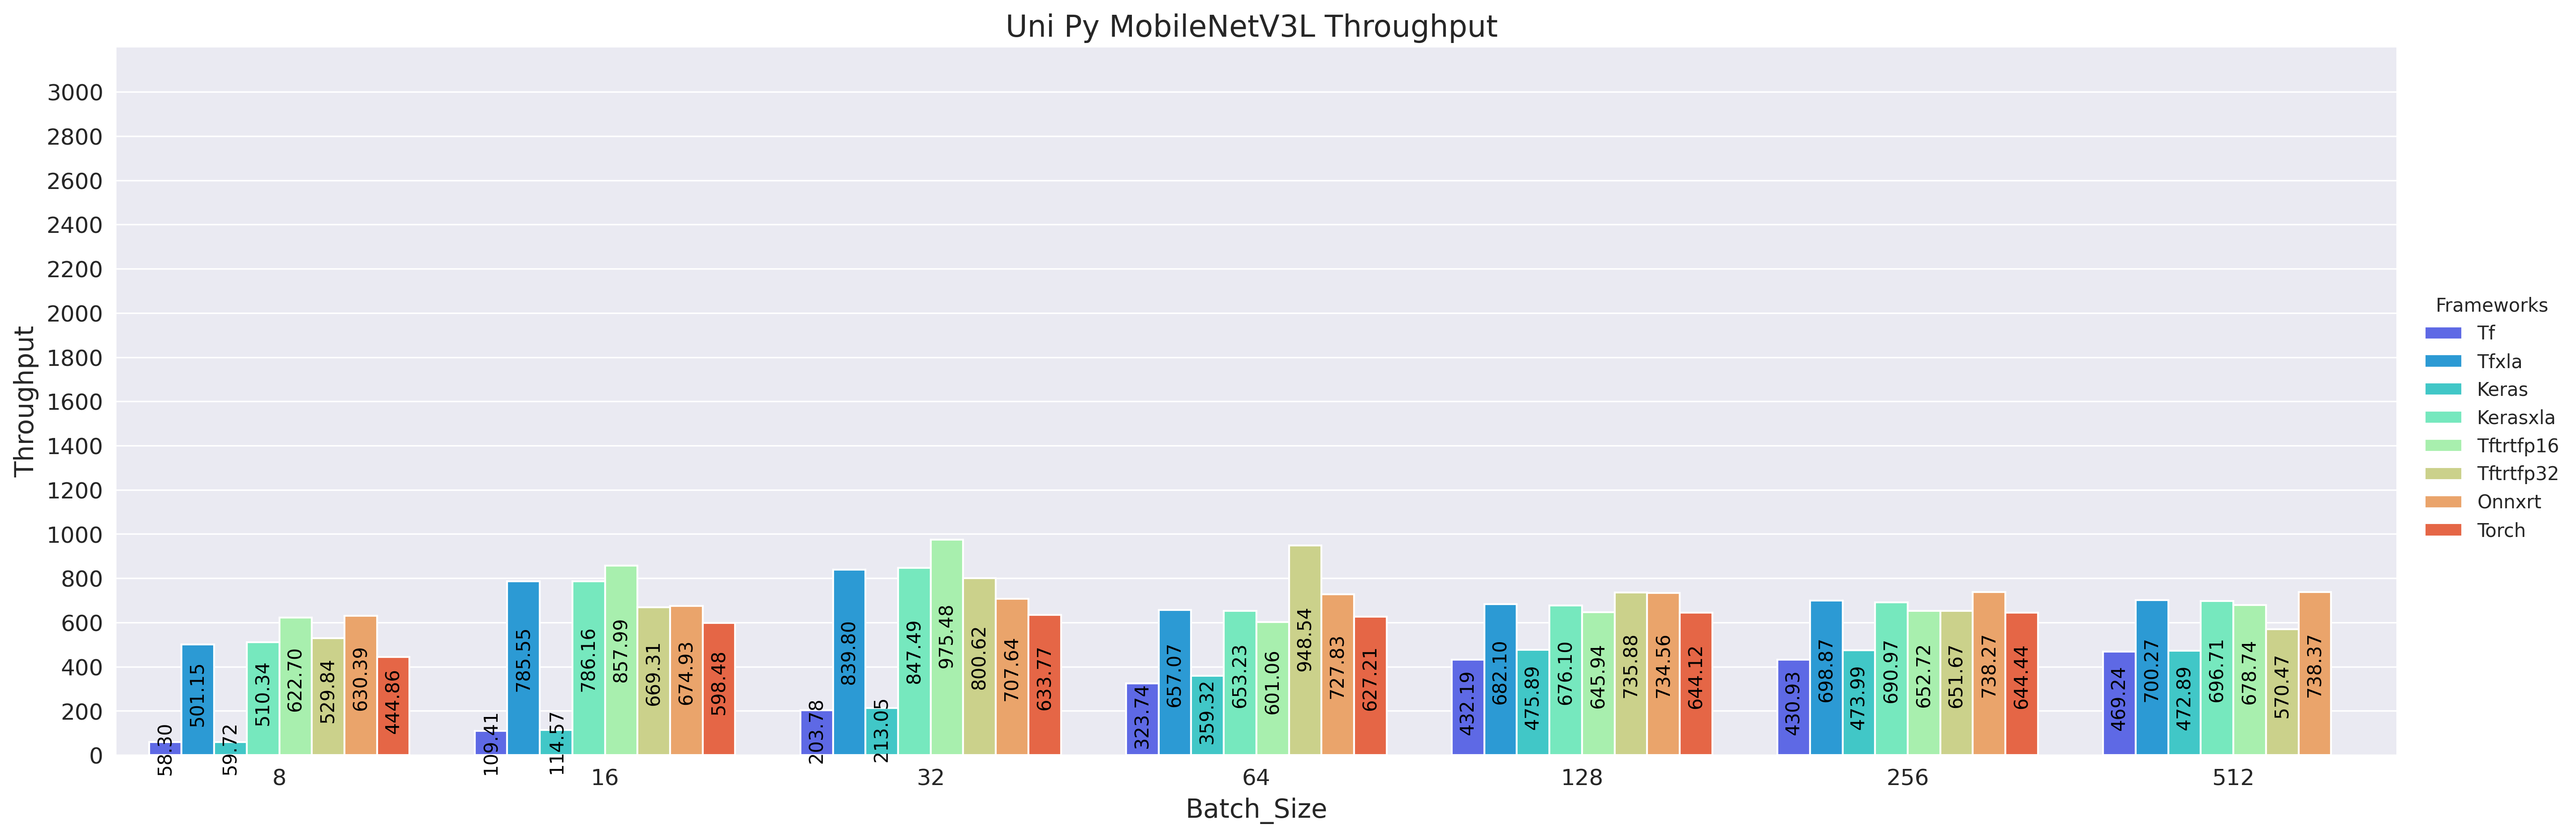 Uni Py MobileNetV3L Throughput
Throughput
3000
2800
2600
2400
2200
2000
1800
1600
1400
1200
1000
800
600
400
200
0
58.30 501.15 59.72 510.34 622.70 529.84 630.39 444.86
109.41 785.55 114.57 786.16 857.99 669.31 674.93 598.48
203.78 839.80 213.05 847.49 975.48 800.62 707.64 633.77
323.74 657.07 359.32 653.23 601.06 948.54 727.83 627.21
432.19 682.10 475.89 676.10 645.94 735.88 734.56 644.12
430.93 698.87 473.99 690.97 652.72 651.67 738.27 644.44
469.24 700.27 472.89 696.71 678.74 570.47 738.37
8 16 32 64 128 256 512
Batch_Size
Frameworks
Tf
Tfxla
Keras
Kerasxla
Tftrtfp16
Tftrtfp32
Onnxrt
Torch